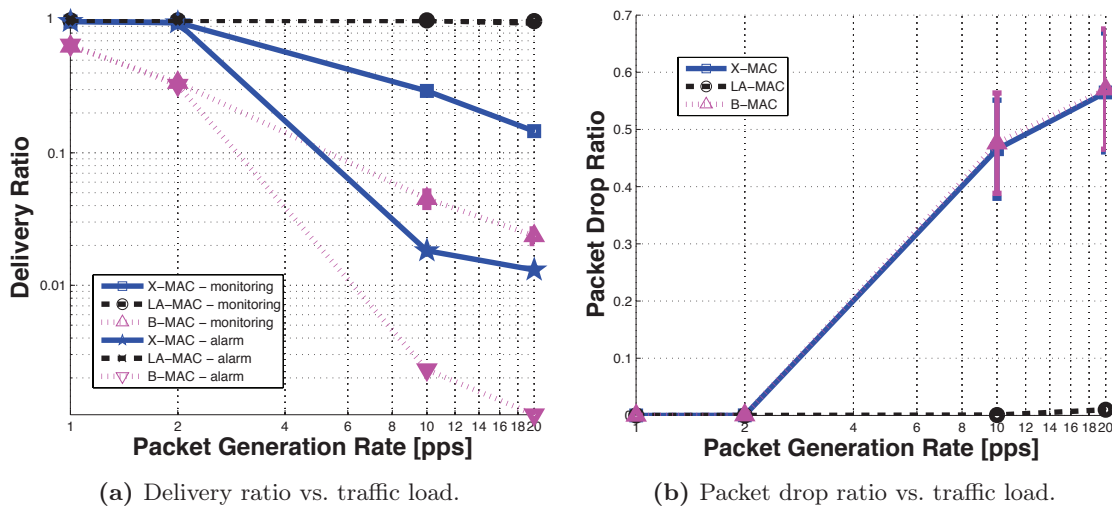 1
0.1
0.01
Delivery Ratio
X−MAC − monitoring
LA−MAC − monitoring
B−MAC − monitoring
X−MAC − alarm
LA−MAC − alarm
B−MAC − alarm
1 2 4 6 8 10 12 14 16 18 20
Packet Generation Rate [pps]
(a) Delivery ratio vs. traffic load.
0.7
0.6
0.5
0.4
0.3
0.2
0.1
0
Packet Drop Ratio
X−MAC
LA−MAC
B−MAC
1 2 4 6 8 10 12 14 16 18 20
Packet Generation Rate [pps]
(b) Packet drop ratio vs. traffic load.